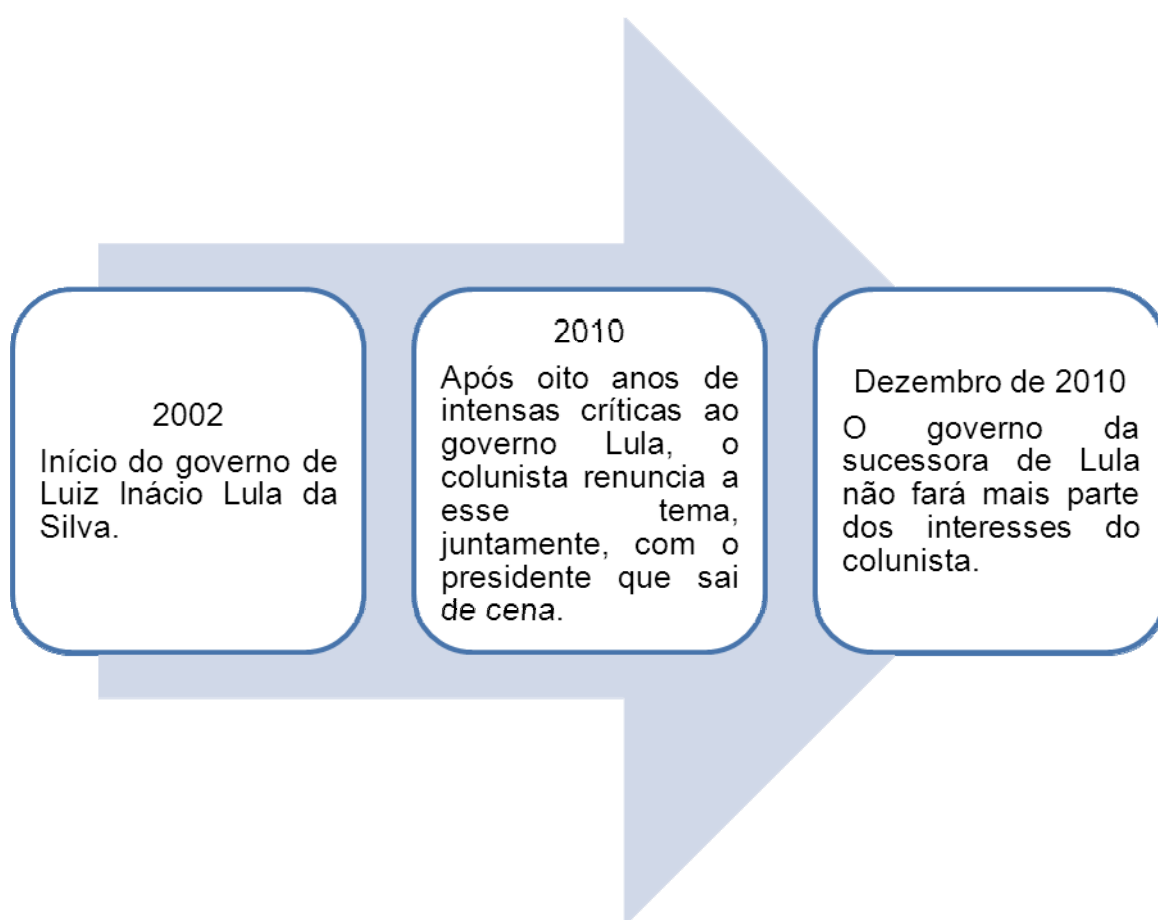 2002
Início do governo de
Luiz Inácio Lula da
Silva.
2010
Após oito anos de
intensas críticas ao
governo Lula, o
colunista renuncia a
esse tema,
juntamente, com o
presidente que sai
de cena.
Dezembro de 2010
O governo da
sucessora de Lula
não fará mais parte
dos interesses do
colunista.